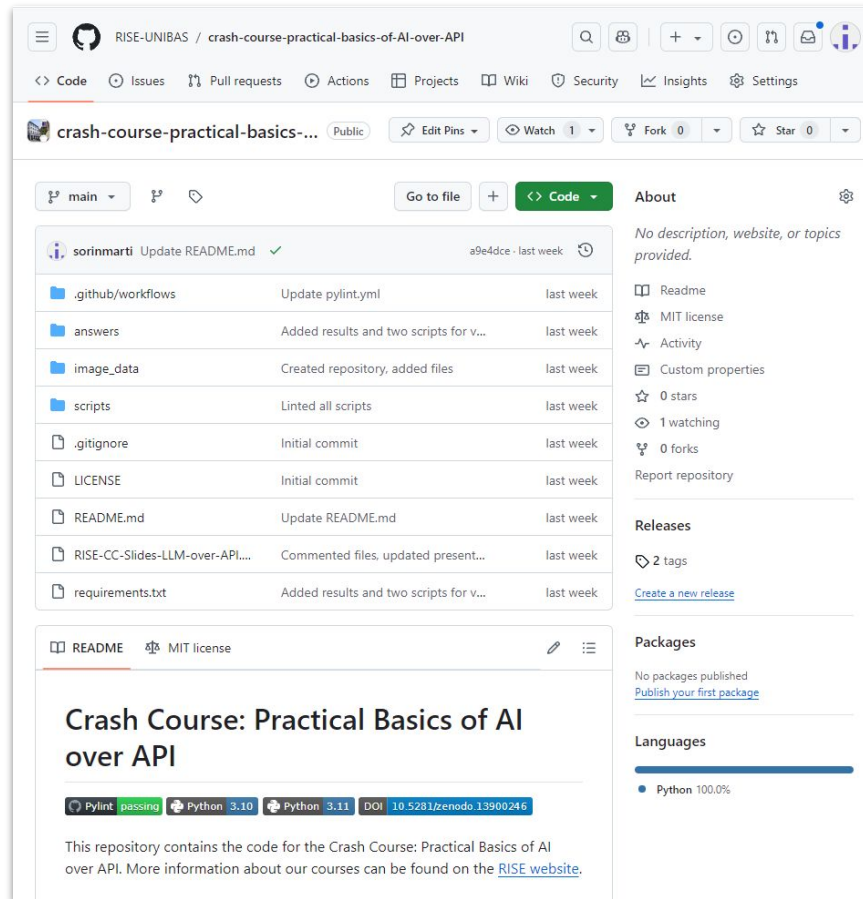 RISE-UNIBAS / crash-course-practical-basics-of-AI-over-API
Code Issues Pull requests Actions Projects Wiki Security Insights Settings
crash-course-practical-basics-... Public Edit Pins Watch 1 Fork 0 Star 0
main Go to file Code
sorinmarti Update README.md a9e4dce · last week
.github/workflows Update pylint.yml last week
answers Added results and two scripts for v... last week
image_data Created repository, added files last week
scripts Linted all scripts last week
.gitignore Initial commit last week
LICENSE Initial commit last week
README.md Update README.md last week
RISE-CC-Slides-LLM-over-API.... Commented files, updated present... last week
requirements.txt Added results and two scripts for v... last week
README MIT license
Crash Course: Practical Basics of AI
over API
Pylint passing Python 3.10 Python 3.11 DOI 10.5281/zenodo.13900246
This repository contains the code for the Crash Course: Practical Basics of AI
over API. More information about our courses can be found on the RISE website.
About
No description, website, or topics
provided.
Readme
MIT license
Activity
Custom properties
0 stars
1 watching
0 forks
Report repository
Releases
2 tags
Create a new release
Packages
No packages published
Publish your first package
Languages
Python 100.0%